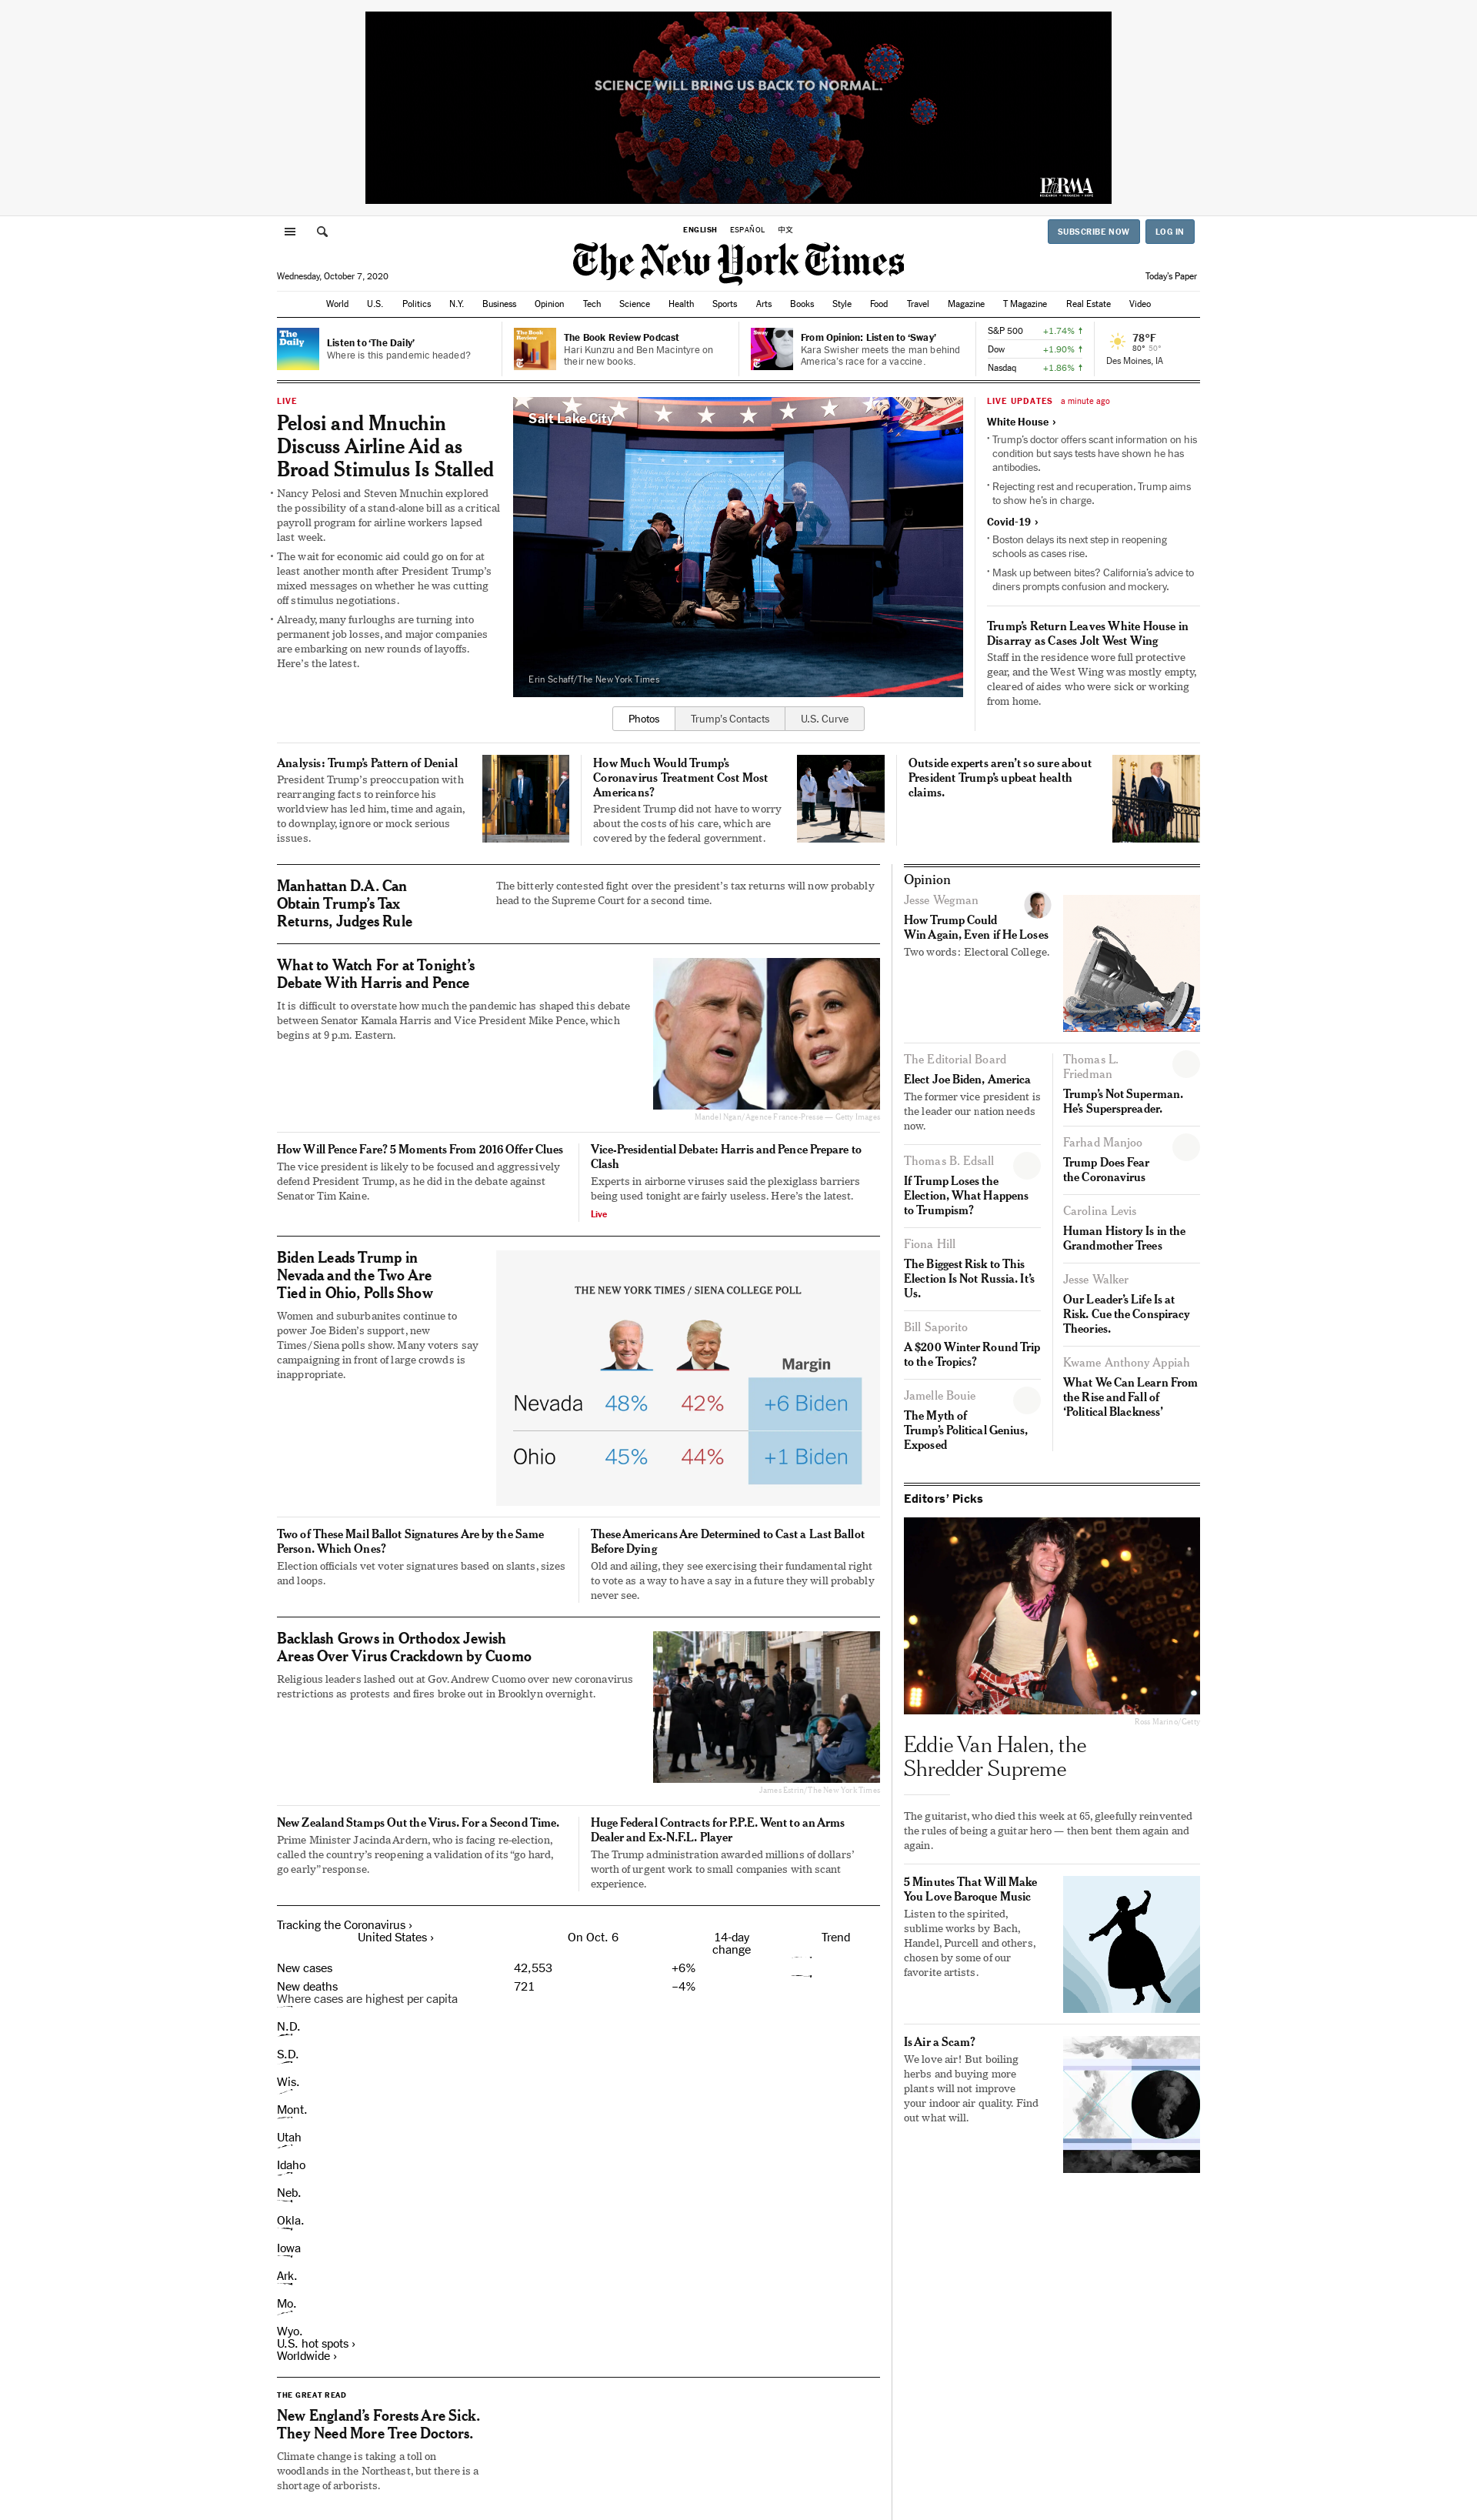 SCIENCE WILL BRING US BACK TO NORMAL.
PhRMA
ENGLISH ESPAÑOL 中文
SUBSCRIBE NOW LOG IN
The New York Times
Wednesday, October 7, 2020
Today's Paper
World U.S. Politics N.Y. Business Opinion Tech Science Health Sports Arts Books Style Food Travel Magazine T Magazine Real Estate Video
The Daily
Listen to ‘The Daily’
Where is this pandemic headed?
The Book Review
The Book Review Podcast
Hari Kunzru and Ben Macintyre on
their new books.
Sway
From Opinion: Listen to ‘Sway’
Kara Swisher meets the man behind
America’s race for a vaccine.
S&P 500 +1.74% ↑
Dow +1.90% ↑
Nasdaq +1.86% ↑
78°F
80° 50°
Des Moines, IA
LIVE
Pelosi and Mnuchin
Discuss Airline Aid as
Broad Stimulus Is Stalled
• Nancy Pelosi and Steven Mnuchin explored
the possibility of a stand-alone bill as a critical
payroll program for airline workers lapsed
last week.
• The wait for economic aid could go on for at
least another month after President Trump’s
mixed messages on whether he was cutting
off stimulus negotiations.
• Already, many furloughs are turning into
permanent job losses, and major companies
are embarking on new rounds of layoffs.
Here’s the latest.
Salt Lake City
Erin Schaff/The New York Times
Photos Trump’s Contacts U.S. Curve
LIVE UPDATES a minute ago
White House ›
• Trump’s doctor offers scant information on his
condition but says tests have shown he has
antibodies.
• Rejecting rest and recuperation, Trump aims
to show he’s in charge.
Covid-19 ›
• Boston delays its next step in reopening
schools as cases rise.
• Mask up between bites? California’s advice to
diners prompts confusion and mockery.
Trump’s Return Leaves White House in
Disarray as Cases Jolt West Wing
Staff in the residence wore full protective
gear, and the West Wing was mostly empty,
cleared of aides who were sick or working
from home.
Analysis: Trump’s Pattern of Denial
President Trump’s preoccupation with
rearranging facts to reinforce his
worldview has led him, time and again,
to downplay, ignore or mock serious
issues.
How Much Would Trump’s
Coronavirus Treatment Cost Most
Americans?
President Trump did not have to worry
about the costs of his care, which are
covered by the federal government.
Outside experts aren’t so sure about
President Trump’s upbeat health
claims.
Manhattan D.A. Can
Obtain Trump’s Tax
Returns, Judges Rule
The bitterly contested fight over the president’s tax returns will now probably
head to the Supreme Court for a second time.
What to Watch For at Tonight’s
Debate With Harris and Pence
It is difficult to overstate how much the pandemic has shaped this debate
between Senator Kamala Harris and Vice President Mike Pence, which
begins at 9 p.m. Eastern.
Mandel Ngan/Agence France-Presse — Getty Images
How Will Pence Fare? 5 Moments From 2016 Offer Clues
The vice president is likely to be focused and aggressively
defend President Trump, as he did in the debate against
Senator Tim Kaine.
Vice-Presidential Debate: Harris and Pence Prepare to
Clash
Experts in airborne viruses said the plexiglass barriers
being used tonight are fairly useless. Here’s the latest.
Live
Biden Leads Trump in
Nevada and the Two Are
Tied in Ohio, Polls Show
Women and suburbanites continue to
power Joe Biden’s support, new
Times/Siena polls show. Many voters say
campaigning in front of large crowds is
inappropriate.
THE NEW YORK TIMES / SIENA COLLEGE POLL
Margin
Nevada 48% 42% +6 Biden
Ohio 45% 44% +1 Biden
Two of These Mail Ballot Signatures Are by the Same
Person. Which Ones?
Election officials vet voter signatures based on slants, sizes
and loops.
These Americans Are Determined to Cast a Last Ballot
Before Dying
Old and ailing, they see exercising their fundamental right
to vote as a way to have a say in a future they will probably
never see.
Backlash Grows in Orthodox Jewish
Areas Over Virus Crackdown by Cuomo
Religious leaders lashed out at Gov. Andrew Cuomo over new coronavirus
restrictions as protests and fires broke out in Brooklyn overnight.
James Estrin/The New York Times
New Zealand Stamps Out the Virus. For a Second Time.
Prime Minister Jacinda Ardern, who is facing re-election,
called the country’s reopening a validation of its “go hard,
go early” response.
Huge Federal Contracts for P.P.E. Went to an Arms
Dealer and Ex-N.F.L. Player
The Trump administration awarded millions of dollars’
worth of urgent work to small companies with scant
experience.
Tracking the Coronavirus ›
United States › On Oct. 6 14-day
change Trend
New cases 42,553 +6%
New deaths 721 –4%
Where cases are highest per capita
N.D.
S.D.
Wis.
Mont.
Utah
Idaho
Neb.
Okla.
Iowa
Ark.
Mo.
Wyo.
U.S. hot spots ›
Worldwide ›
THE GREAT READ
New England’s Forests Are Sick.
They Need More Tree Doctors.
Climate change is taking a toll on
woodlands in the Northeast, but there is a
shortage of arborists.
Opinion
Jesse Wegman
How Trump Could
Win Again, Even if He Loses
Two words: Electoral College.
The Editorial Board
Elect Joe Biden, America
The former vice president is
the leader our nation needs
now.
Thomas B. Edsall
If Trump Loses the
Election, What Happens
to Trumpism?
Fiona Hill
The Biggest Risk to This
Election Is Not Russia. It’s
Us.
Bill Saporito
A $200 Winter Round Trip
to the Tropics?
Jamelle Bouie
The Myth of
Trump’s Political Genius,
Exposed
Thomas L.
Friedman
Trump’s Not Superman.
He’s Superspreader.
Farhad Manjoo
Trump Does Fear
the Coronavirus
Carolina Levis
Human History Is in the
Grandmother Trees
Jesse Walker
Our Leader’s Life Is at
Risk. Cue the Conspiracy
Theories.
Kwame Anthony Appiah
What We Can Learn From
the Rise and Fall of
‘Political Blackness’
Editors’ Picks
Ross Marino/Getty
Eddie Van Halen, the
Shredder Supreme
The guitarist, who died this week at 65, gleefully reinvented
the rules of being a guitar hero — then bent them again and
again.
5 Minutes That Will Make
You Love Baroque Music
Listen to the spirited,
sublime works by Bach,
Handel, Purcell and others,
chosen by some of our
favorite artists.
Is Air a Scam?
We love air! But boiling
herbs and buying more
plants will not improve
your indoor air quality. Find
out what will.